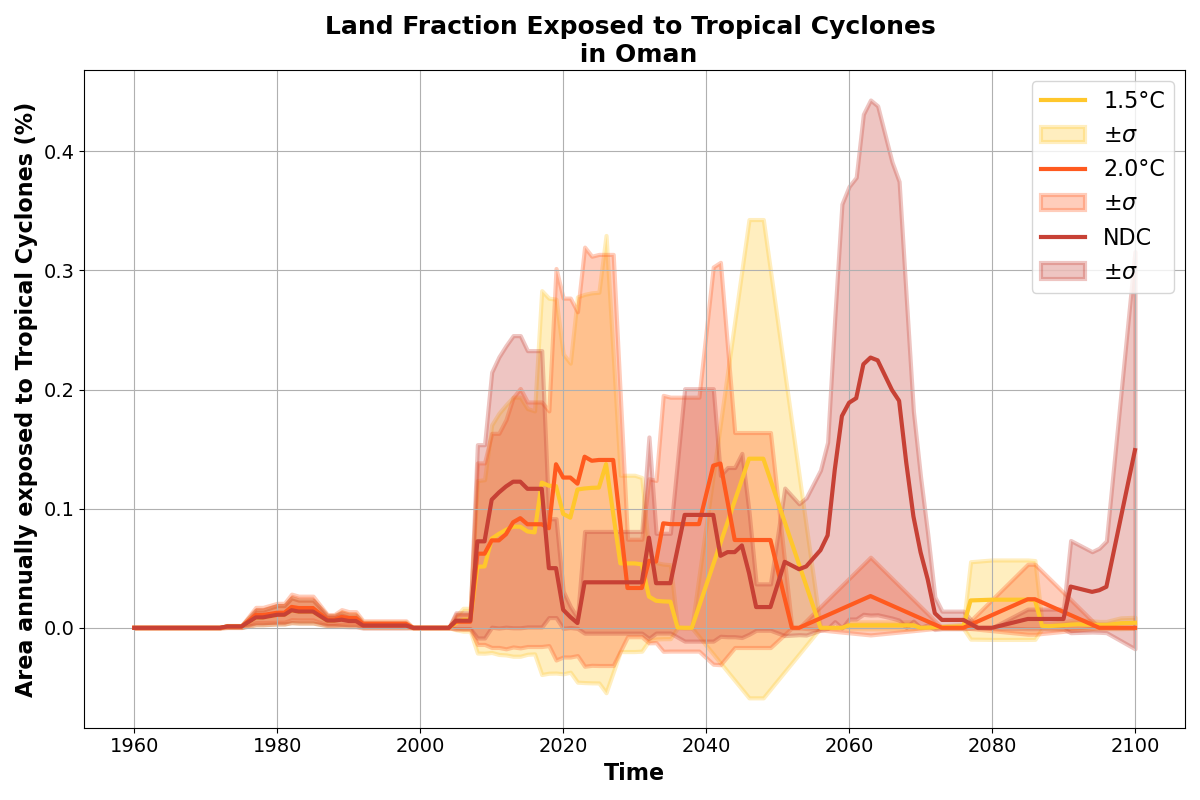 Land Fraction Exposed to Tropical Cyclones
in Oman
Area annually exposed to Tropical Cyclones (%)
0.4
0.3
0.2
0.1
0.0
1960
1980
2000
2020
2040
2060
2080
2100
Time
1.5°C
±σ
2.0°C
±σ
NDC
±σ